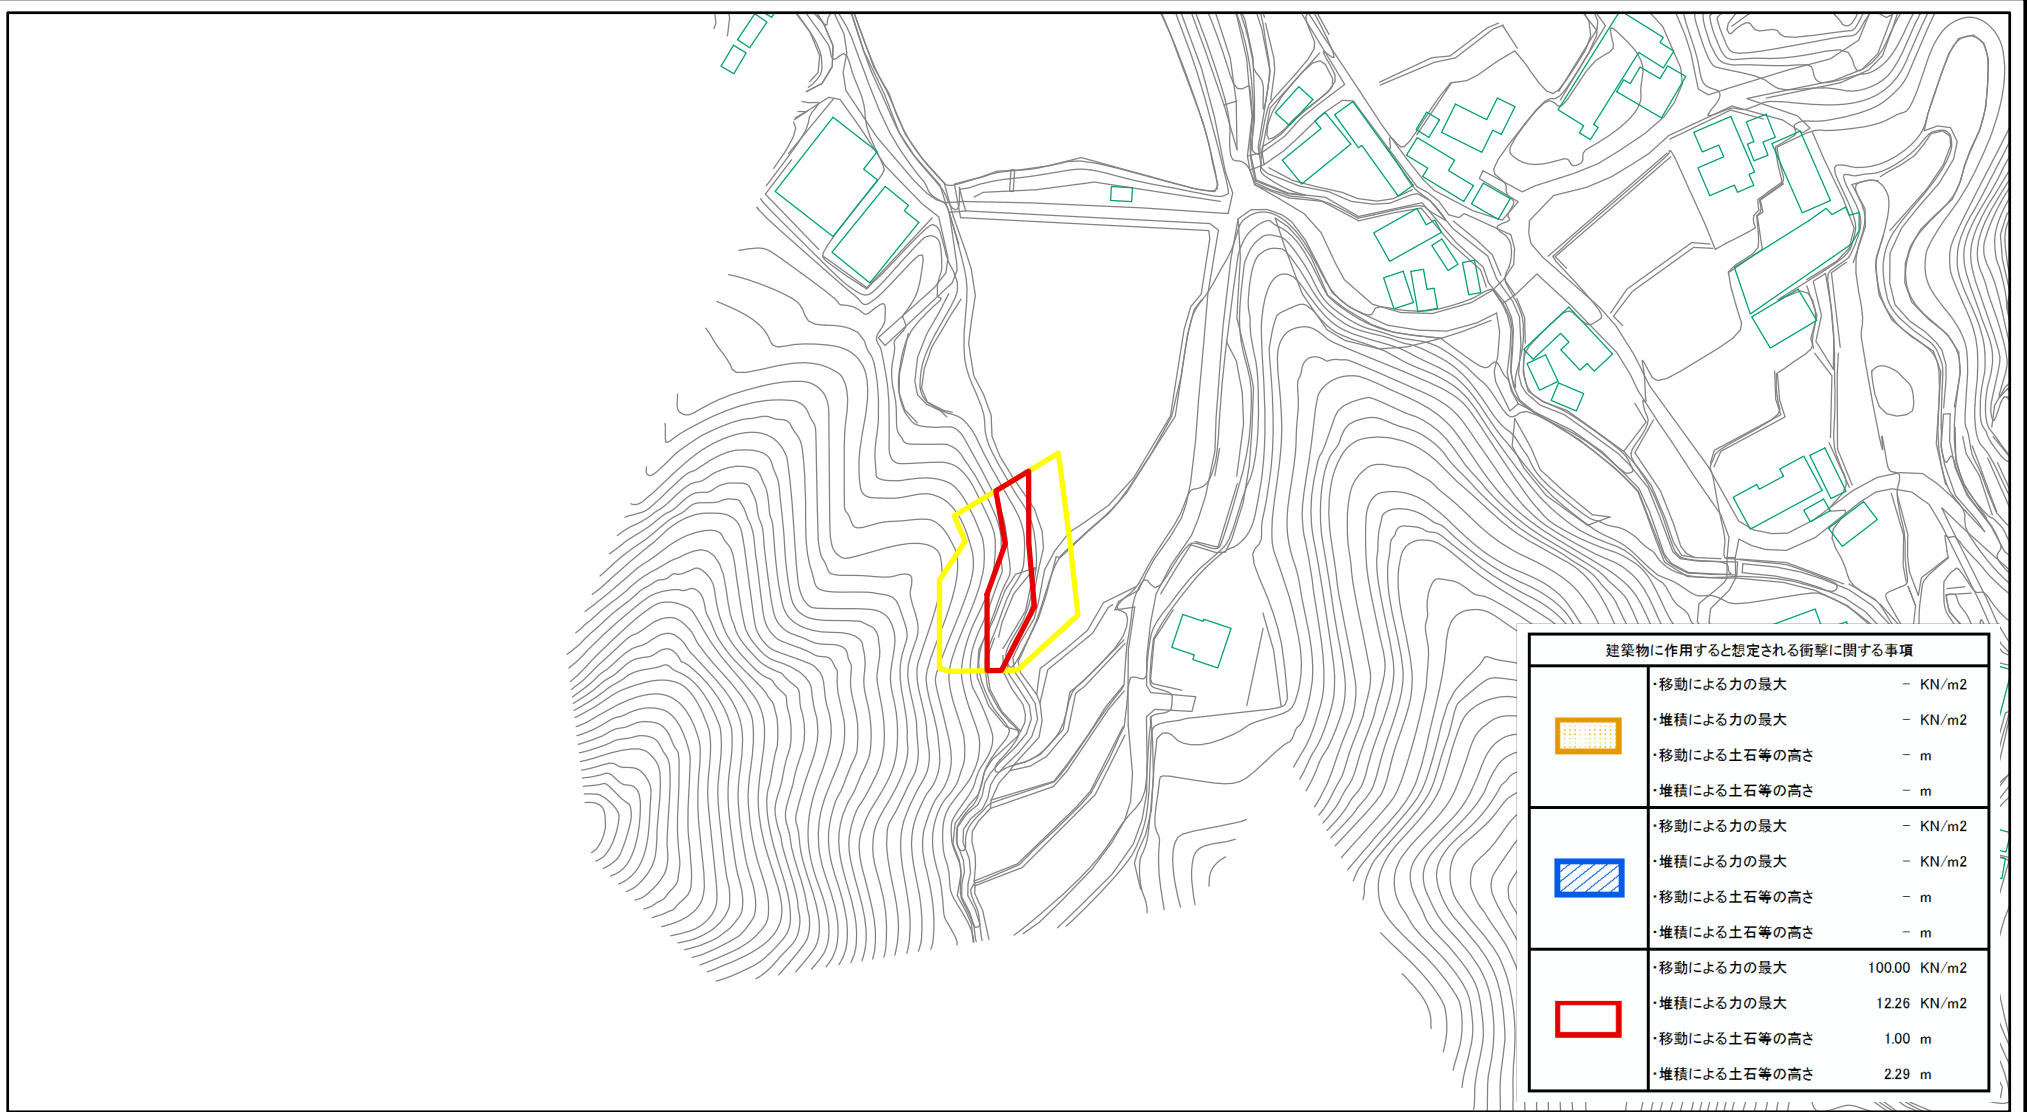 建築物に作用すると想定される衝撃に関する事項
・移動による力の最大 － KN/m2
・堆積による力の最大 － KN/m2
・移動による土石等の高さ － m
・堆積による土石等の高さ － m
・移動による力の最大 － KN/m2
・堆積による力の最大 － KN/m2
・移動による土石等の高さ － m
・堆積による土石等の高さ － m
・移動による力の最大 100.00 KN/m2
・堆積による力の最大 12.26 KN/m2
・移動による土石等の高さ 1.00 m
・堆積による土石等の高さ 2.29 m